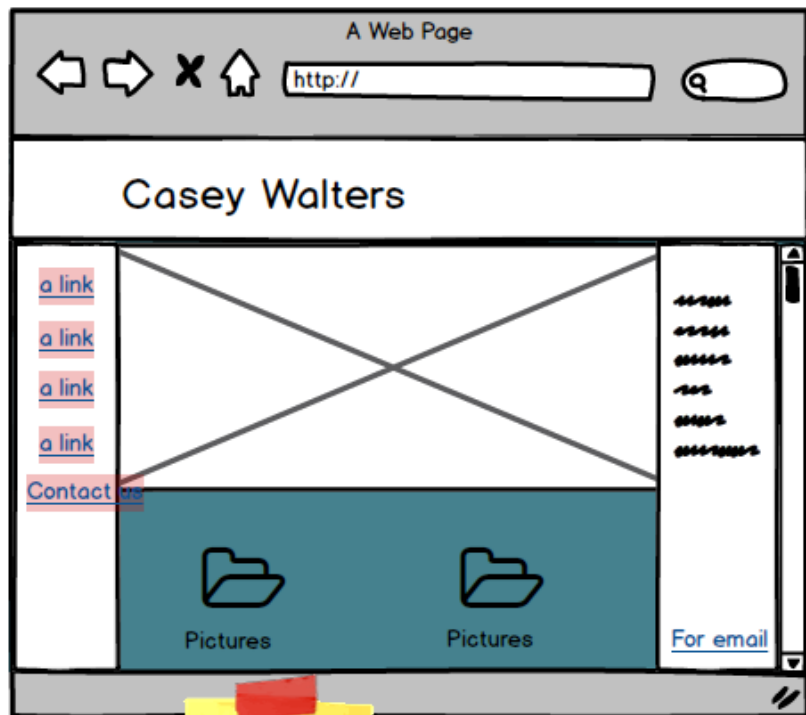 A Web Page
http://
Casey Walters
a link
a link
a link
a link
Contact us
Pictures
Pictures
For email